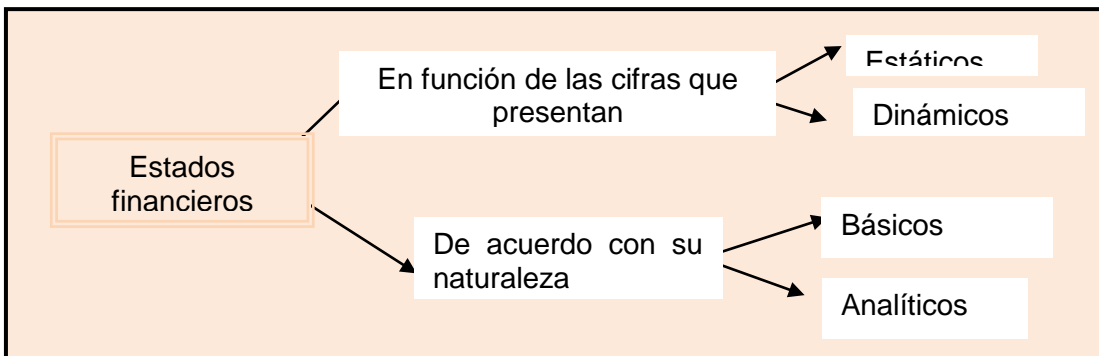 Estados
financieros
En función de las cifras que
presentan
Estáticos
Dinámicos
De acuerdo con su
naturaleza
Básicos
Analíticos